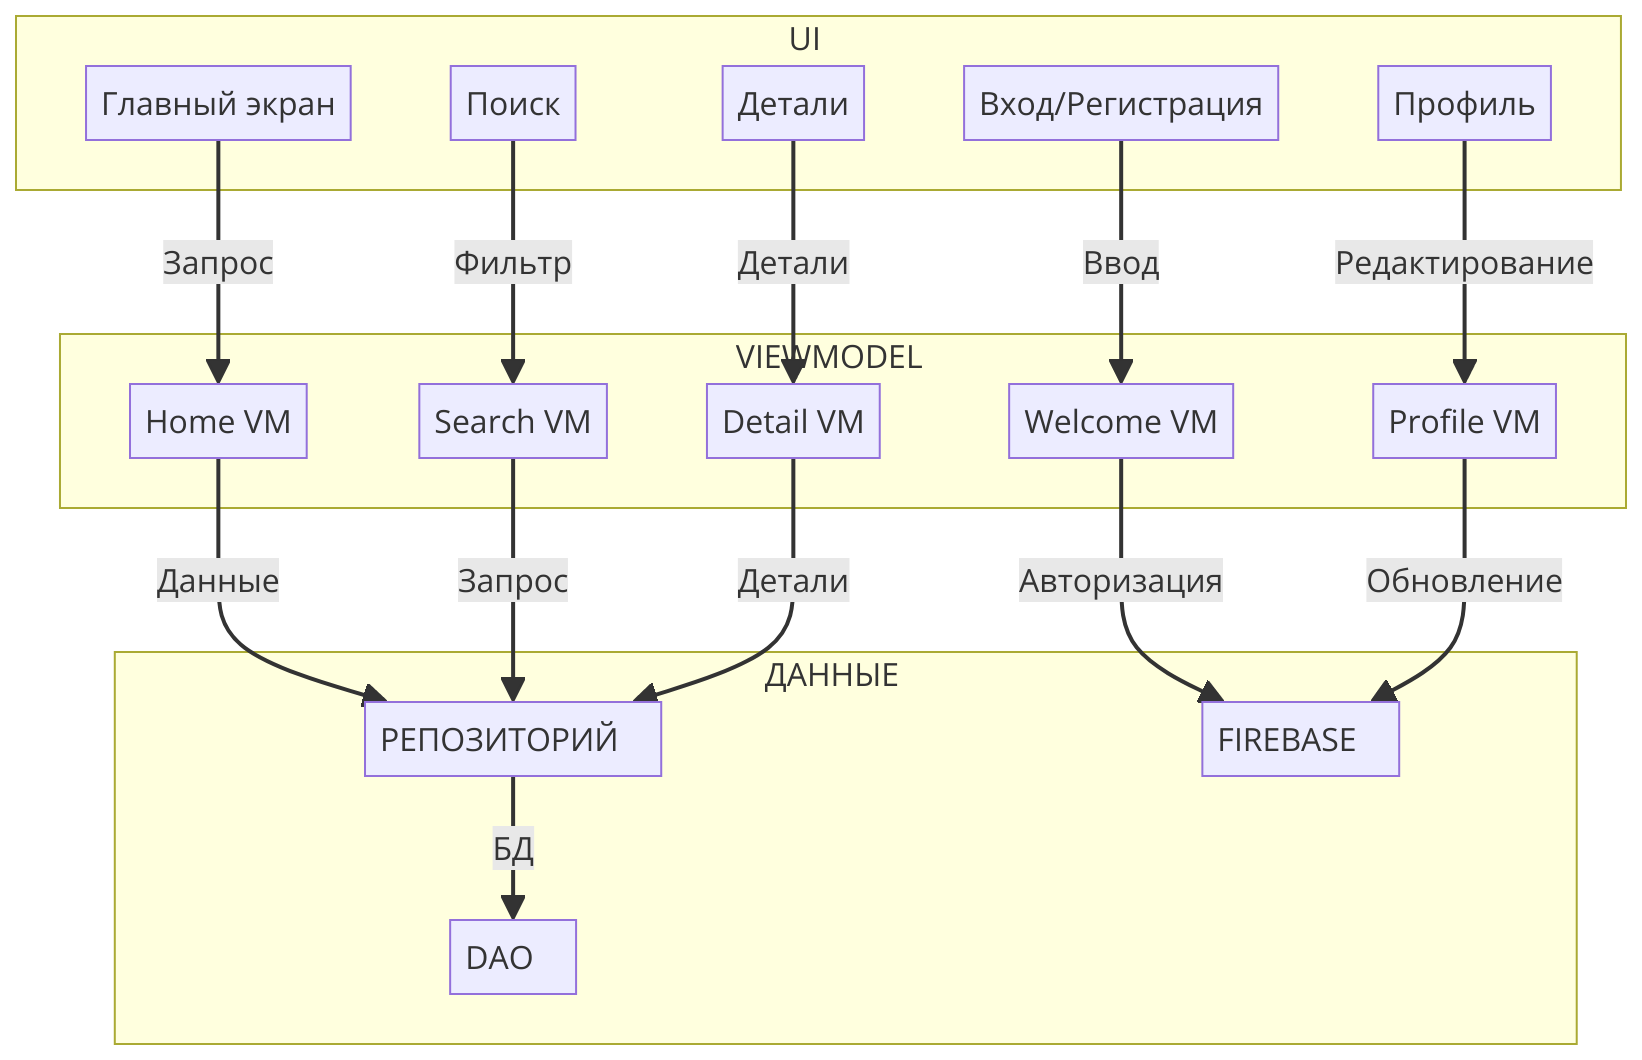 UI
Главный экран
Поиск
Детали
Вход/Регистрация
Профиль
Запрос
Фильтр
Детали
Ввод
Редактирование
VIEWMODEL
Home VM
Search VM
Detail VM
Welcome VM
Profile VM
Данные
Запрос
Детали
Авторизация
Обновление
ДАННЫЕ
РЕПОЗИТОРИЙ
FIREBASE
БД
DAO